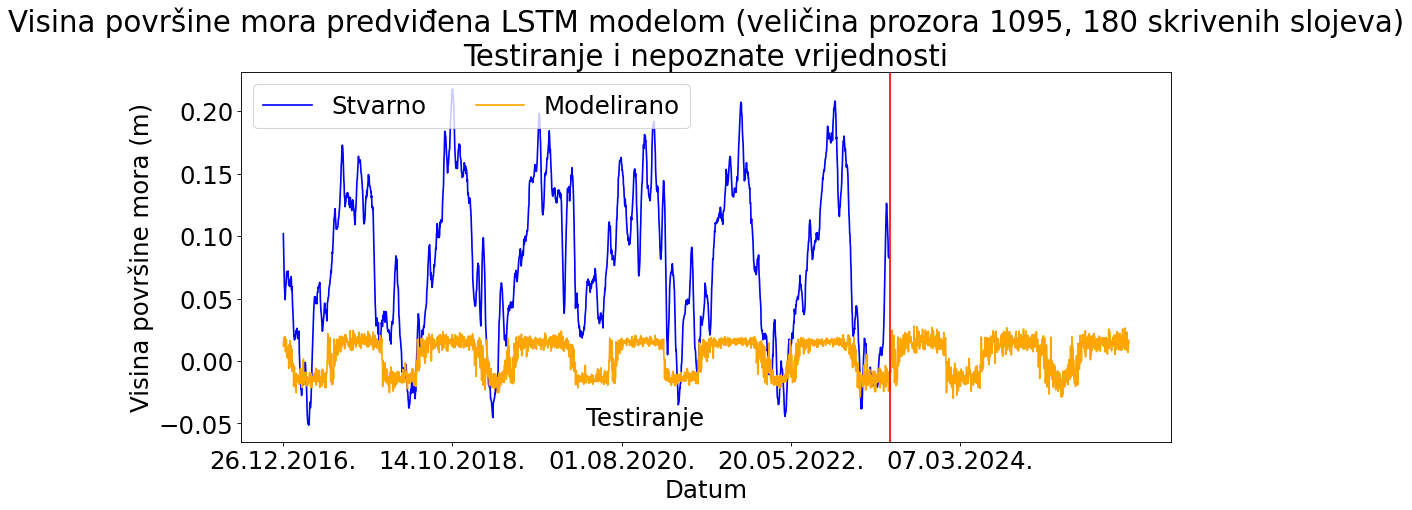 Visina površine mora predviđena LSTM modelom (veličina prozora 1095, 180 skrivenih slojeva)
Testiranje i nepoznate vrijednosti
Stvarno
Modelirano
Visina površine mora (m)
0.20
0.15
0.10
0.05
0.00
−0.05
Testiranje
26.12.2016.
14.10.2018.
01.08.2020.
20.05.2022.
07.03.2024.
Datum